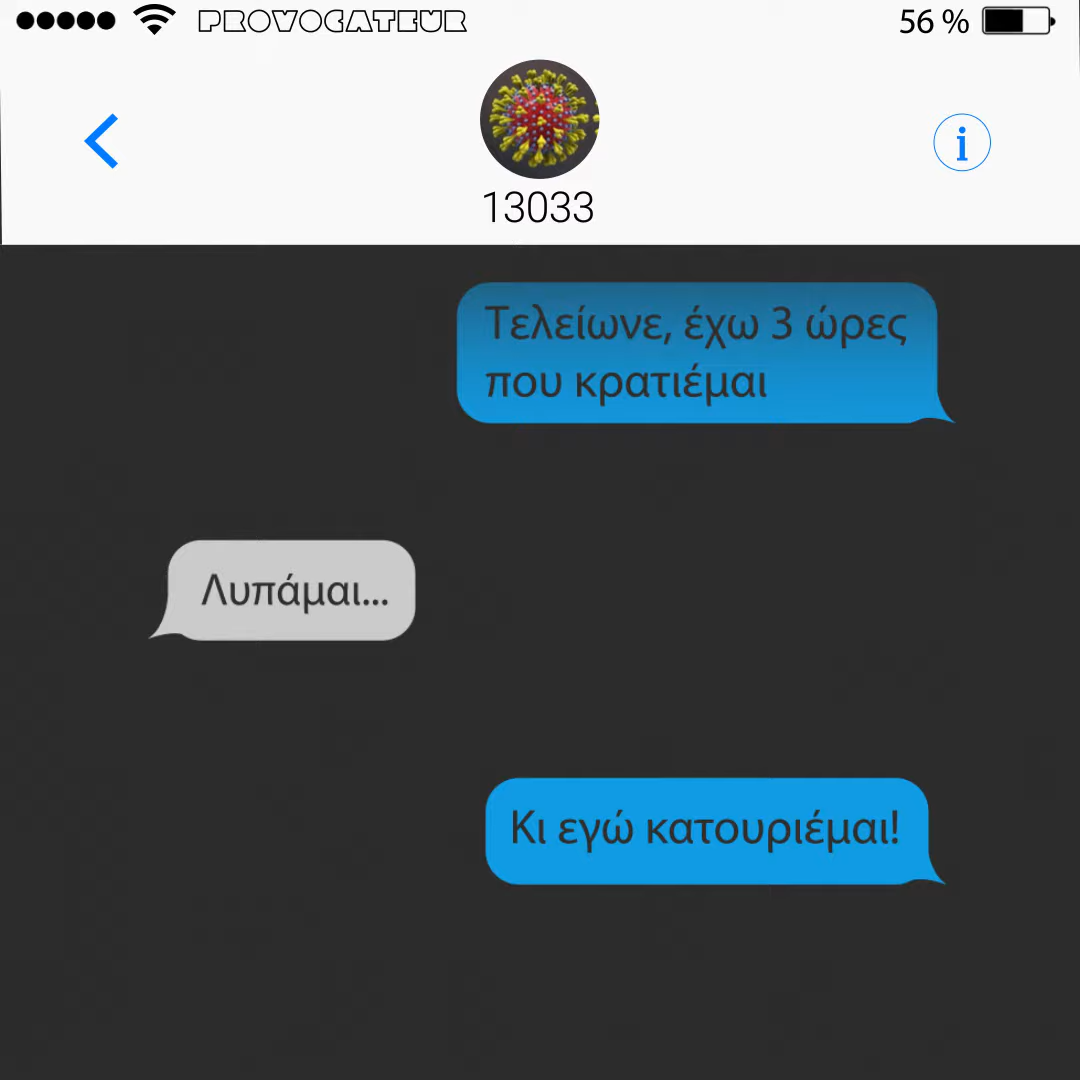 PROVOCATEUR
56 %
i
13033
Τελείωνε, έχω 3 ώρες
που κρατιέμαι
Λυπάμαι...
Κι εγώ κατουριέμαι!